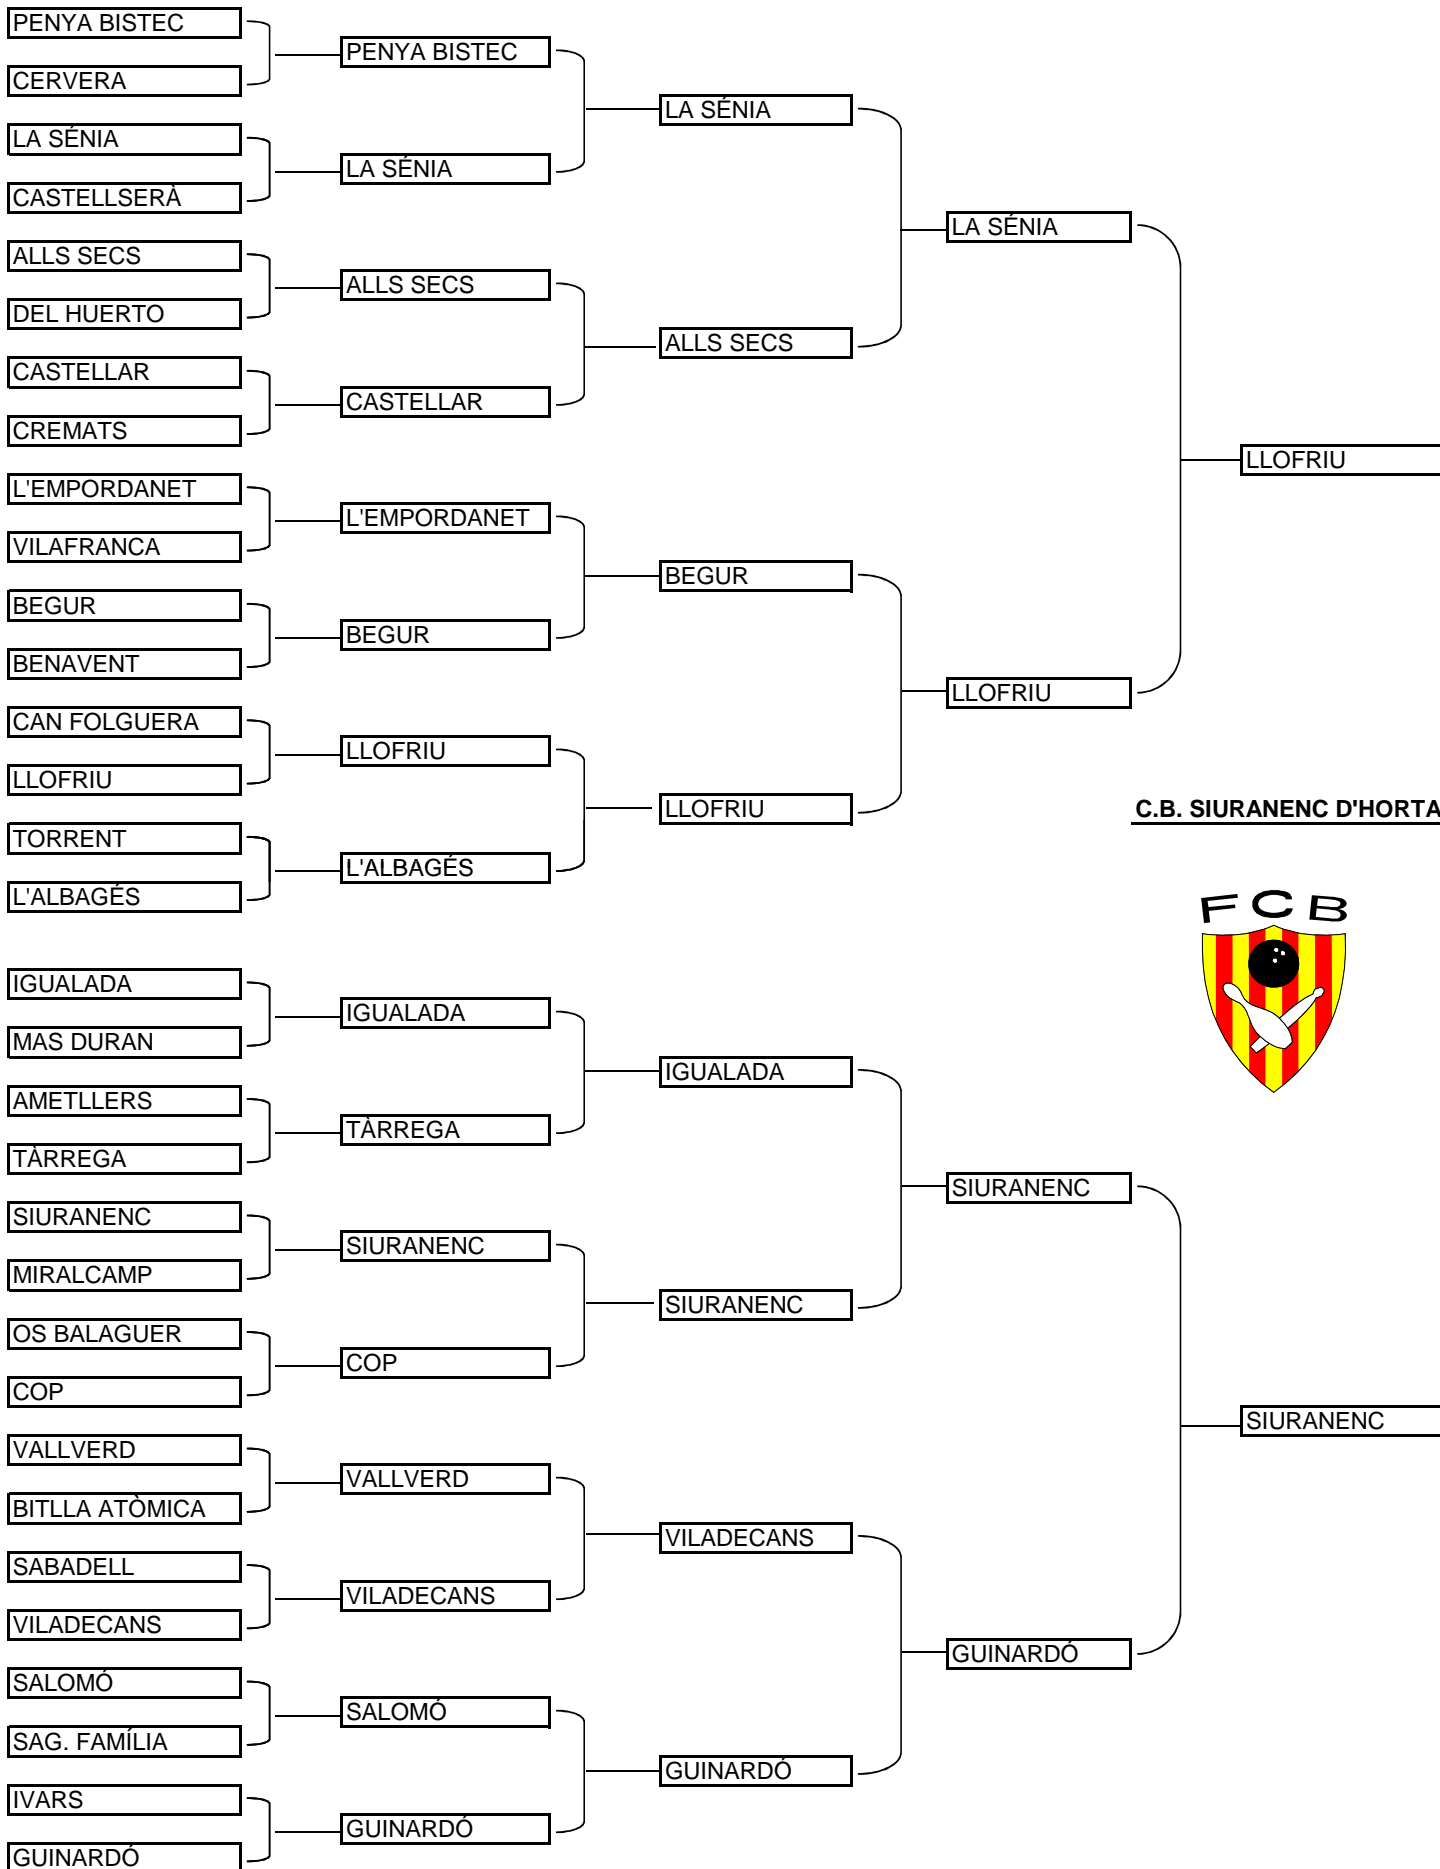 PENYA BISTEC
CERVERA
LA SÉNIA
CASTELLSERÀ
ALLS SECS
DEL HUERTO
CASTELLAR
CREMATS
L'EMPORDANET
VILAFRANCA
BEGUR
BENAVENT
CAN FOLGUERA
LLOFRIU
TORRENT
L'ALBAGÉS
IGUALADA
MAS DURAN
AMETLLERS
TÀRREGA
SIURANENC
MIRALCAMP
OS BALAGUER
COP
VALLVERD
BITLLA ATÒMICA
SABADELL
VILADECANS
SALOMÓ
SAG. FAMÍLIA
IVARS
GUINARDÓ
PENYA BISTEC
LA SÉNIA
ALLS SECS
CASTELLAR
L'EMPORDANET
BEGUR
LLOFRIU
L'ALBAGÉS
IGUALADA
TÀRREGA
SIURANENC
COP
VALLVERD
VILADECANS
SALOMÓ
GUINARDÓ
LA SÉNIA
ALLS SECS
BEGUR
LLOFRIU
IGUALADA
SIURANENC
VILADECANS
GUINARDÓ
LA SÉNIA
LLOFRIU
SIURANENC
GUINARDÓ
LLOFRIU
C.B. SIURANENC D'HORTA
FCB
SIURANENC